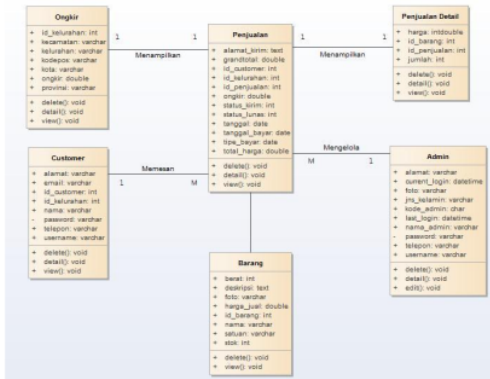 Ongkir
+ id_kelurahan: int
+ kecamatan: varchar
+ kelurahan: varchar
+ kodepos: varchar
+ kota: varchar
+ ongkir: double
+ provinsi: varchar
+ delete(): void
+ detail(): void
+ view(): void
1
1
Menampilkan
Penjualan
+ alamat_kirim: text
+ grandtotal: double
+ id_customer: int
+ id_kelurahan: int
+ id_penjualan: int
+ ongkir: double
+ status_kirim: int
+ status_lunas: int
+ tanggal: date
+ tanggal_bayar: date
+ tipe_bayar: date
+ total_harga: double
+ delete(): void
+ detail(): void
+ view(): void
1
1
Menampilkan
Penjualan Detail
+ harga: intdouble
+ id_barang: int
+ id_penjualan: int
+ jumlah: int
+ delete(): void
+ detail(): void
+ view(): void
Customer
+ alamat: varchar
+ email: varchar
+ id_customer: int
+ id_kelurahan: int
+ nama: varchar
- password: varchar
+ telepon: varchar
+ username: varchar
+ delete(): void
+ detail(): void
+ view(): void
Memesan
1
M
Mengelola
M
1
Admin
+ alamat: varchar
+ current_login: datetime
+ foto: varchar
+ jns_kelamin: varchar
+ kode_admin: char
+ last_login: datetime
+ nama_admin: varchar
- password: varchar
+ telepon: varchar
+ username: varchar
+ delete(): void
+ detail(): void
+ edit(): void
Barang
+ berat: int
+ deskripsi: text
+ foto: varchar
+ harga_jual: double
+ id_barang: int
+ nama: varchar
+ satuan: varchar
+ stok: int
+ delete(): void
+ view(): void